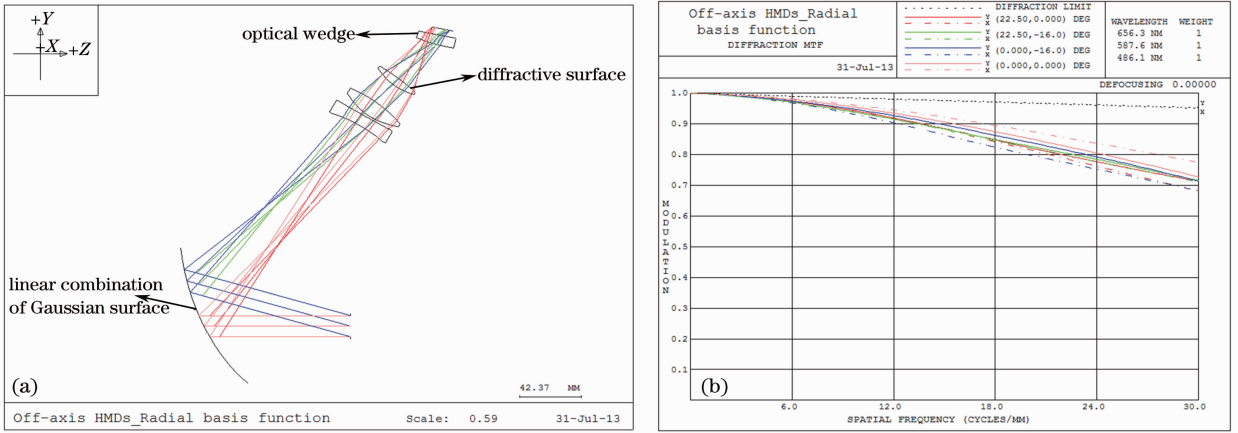 +Y
+X +Z
optical wedge
diffractive surface
linear combination
of Gaussian surface
(a)
42.37 MM
Off-axis HMDs_Radial basis function Scale: 0.59 31-Jul-13
Off-axis HMDs_Radial
basis function
DIFFRACTION MTF
31-Jul-13
DIFFRACTION LIMIT
Y
X (22.50,0.000) DEG
Y
X (22.50,-16.0) DEG
Y
X (0.000,-16.0) DEG
Y
X (0.000,0.000) DEG
WAVELENGTH WEIGHT
656.3 NM 1
587.6 NM 1
486.1 NM 1
DEFOCUSING 0.00000
1.0
0.9
0.8
0.7
0.6
0.5
0.4
0.3
0.2
0.1
MODULATION
Y
X
(b)
6.0 12.0 18.0 24.0 30.0
SPATIAL FREQUENCY (CYCLES/MM)